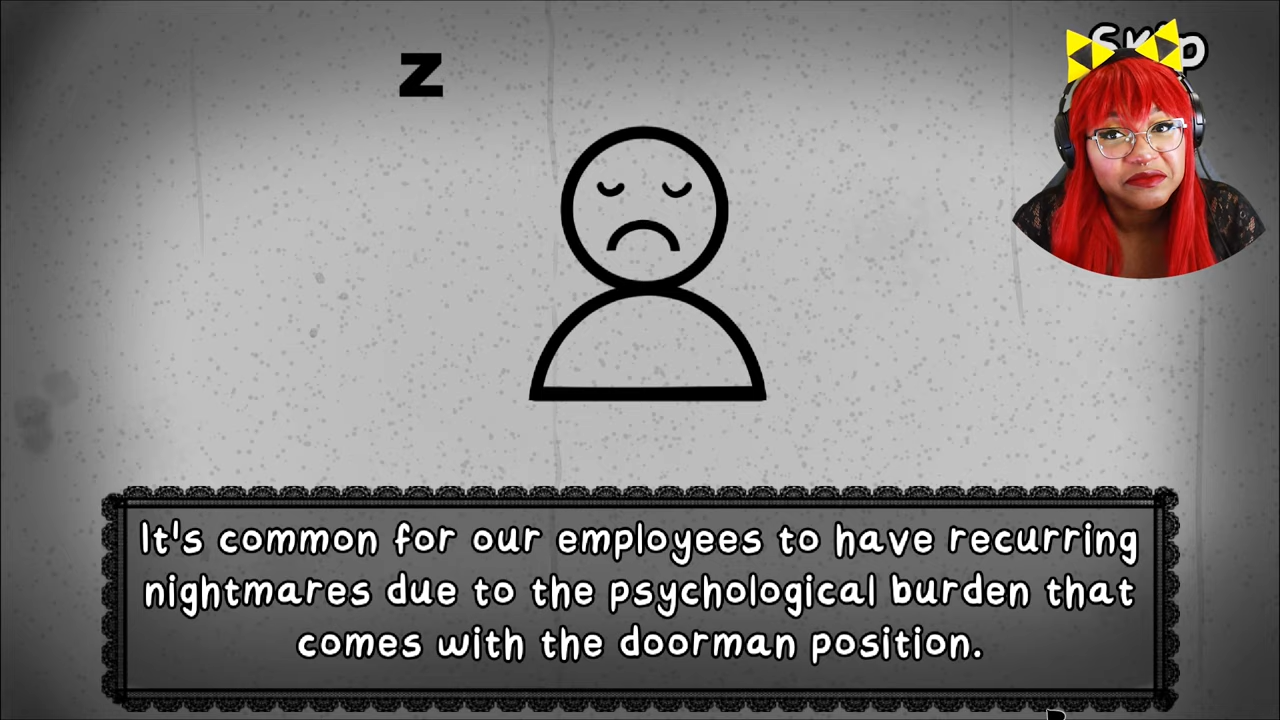 Skip
Z
It's common for our employees to have recurring
nightmares due to the psychological burden that
comes with the doorman position.